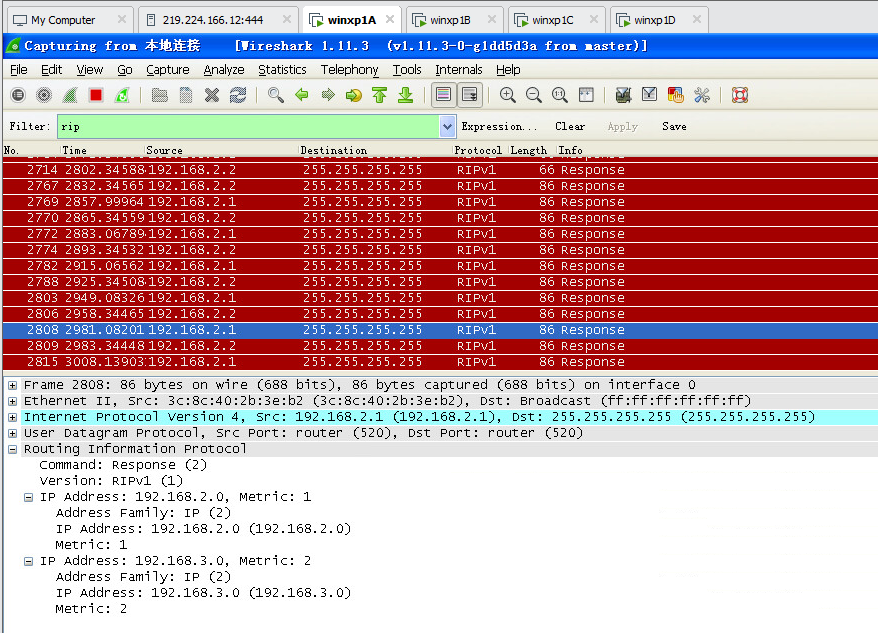 My Computer 219.224.166.12:444 winxp1A winxp1B winxp1C winxp1D
Capturing from 本地连接 [Wireshark 1.11.3 (v1.11.3-0-g1dd5d3a from master)]
File Edit View Go Capture Analyze Statistics Telephony Tools Internals Help
Filter: rip Expression... Clear Apply Save
No. Time Source Destination Protocol Length Info
2714 2802.34588 192.168.2.2 255.255.255.255 RIPv1 66 Response
2767 2832.34565 192.168.2.2 255.255.255.255 RIPv1 86 Response
2769 2857.99964 192.168.2.1 255.255.255.255 RIPv1 86 Response
2770 2865.34559 192.168.2.2 255.255.255.255 RIPv1 86 Response
2772 2883.06789 192.168.2.1 255.255.255.255 RIPv1 86 Response
2774 2893.34532 192.168.2.2 255.255.255.255 RIPv1 86 Response
2782 2915.06562 192.168.2.1 255.255.255.255 RIPv1 86 Response
2788 2925.34508 192.168.2.2 255.255.255.255 RIPv1 86 Response
2803 2949.08326 192.168.2.1 255.255.255.255 RIPv1 86 Response
2806 2958.34465 192.168.2.2 255.255.255.255 RIPv1 86 Response
2808 2981.08201 192.168.2.1 255.255.255.255 RIPv1 86 Response
2809 2983.34448 192.168.2.2 255.255.255.255 RIPv1 86 Response
2815 3008.13903 192.168.2.1 255.255.255.255 RIPv1 86 Response
Frame 2808: 86 bytes on wire (688 bits), 86 bytes captured (688 bits) on interface 0
Ethernet II, Src: 3c:8c:40:2b:3e:b2 (3c:8c:40:2b:3e:b2), Dst: Broadcast (ff:ff:ff:ff:ff:ff)
Internet Protocol Version 4, Src: 192.168.2.1 (192.168.2.1), Dst: 255.255.255.255 (255.255.255.255)
User Datagram Protocol, Src Port: router (520), Dst Port: router (520)
Routing Information Protocol
Command: Response (2)
Version: RIPv1 (1)
IP Address: 192.168.2.0, Metric: 1
Address Family: IP (2)
IP Address: 192.168.2.0 (192.168.2.0)
Metric: 1
IP Address: 192.168.3.0, Metric: 2
Address Family: IP (2)
IP Address: 192.168.3.0 (192.168.3.0)
Metric: 2